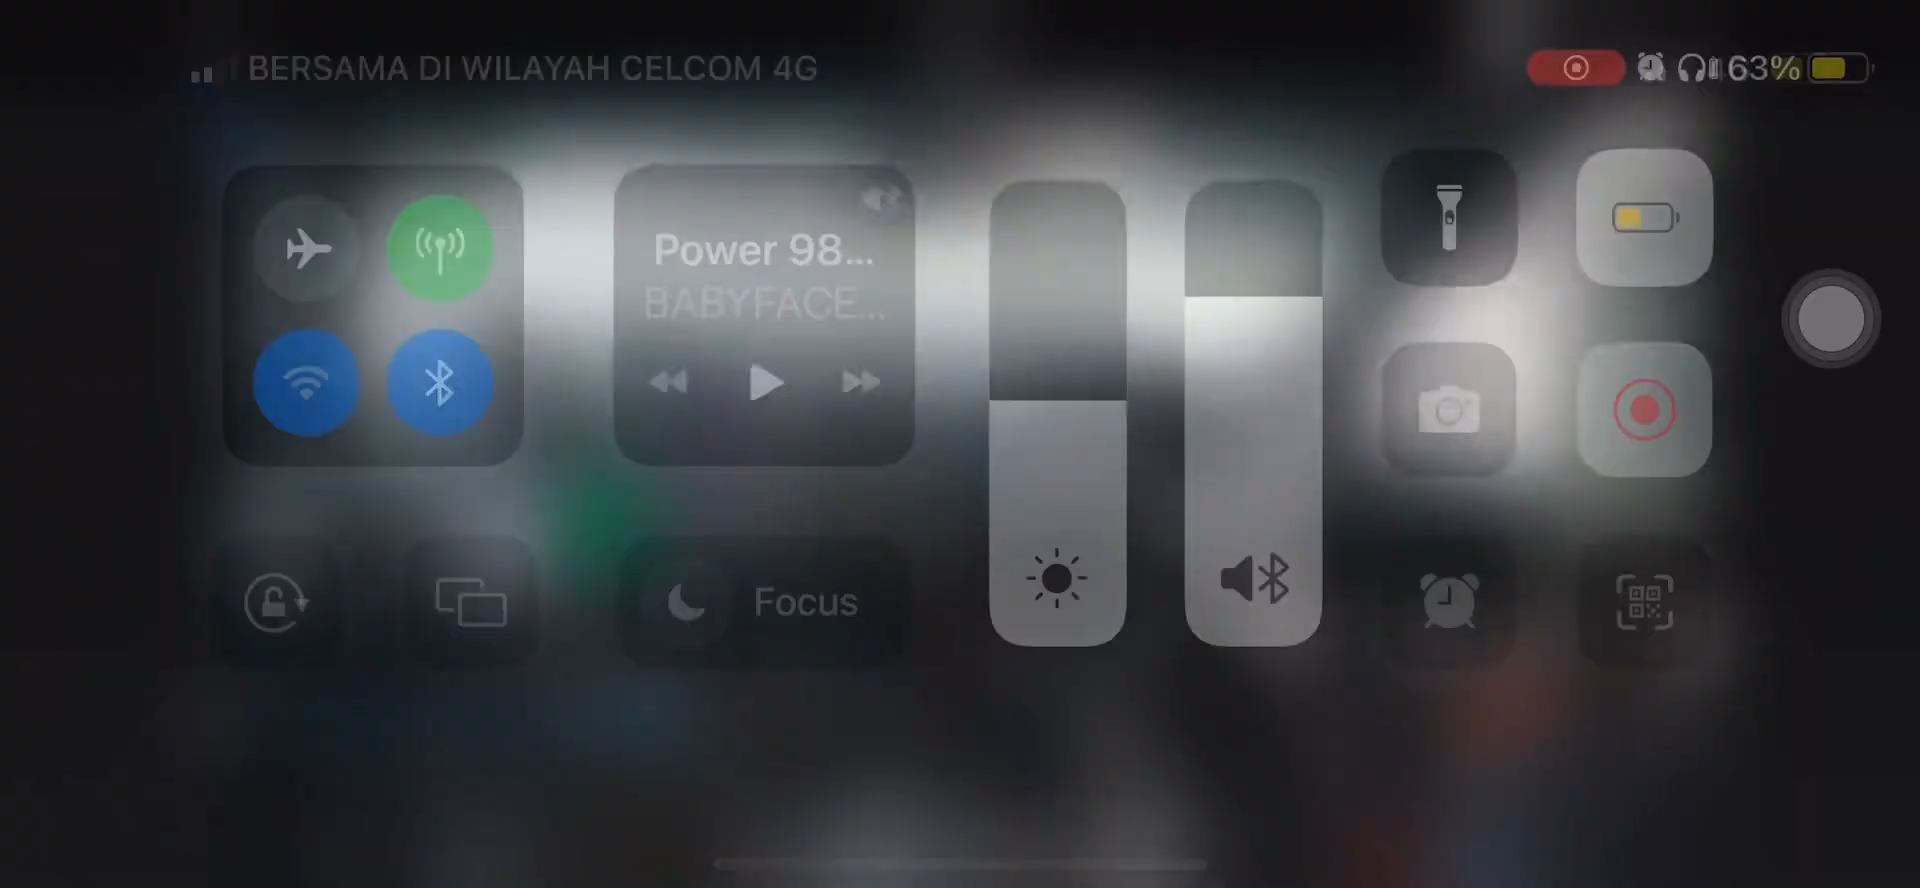 BERSAMA DI WILAYAH CELCOM 4G
63%
Power 98...
BABYFACE...
Focus